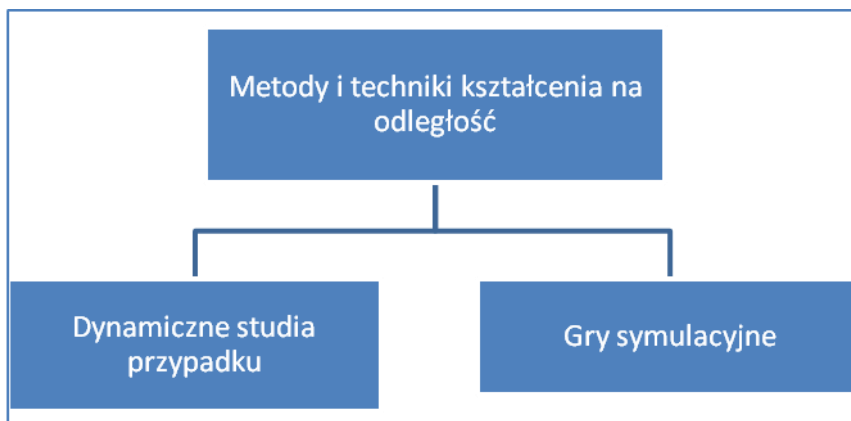 Metody i techniki kształcenia na
odległość
Dynamiczne studia
przypadku
Gry symulacyjne